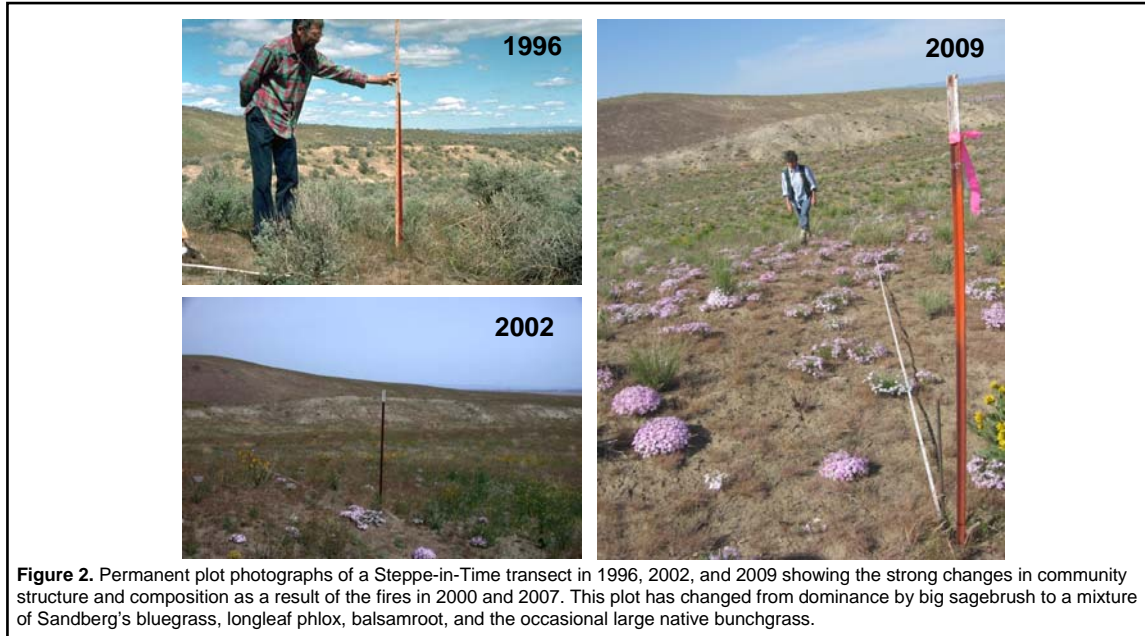 1996
2009
2002
Figure 2. Permanent plot photographs of a Steppe-in-Time transect in 1996, 2002, and 2009 showing the strong changes in community
structure and composition as a result of the fires in 2000 and 2007. This plot has changed from dominance by big sagebrush to a mixture
of Sandberg’s bluegrass, longleaf phlox, balsamroot, and the occasional large native bunchgrass.